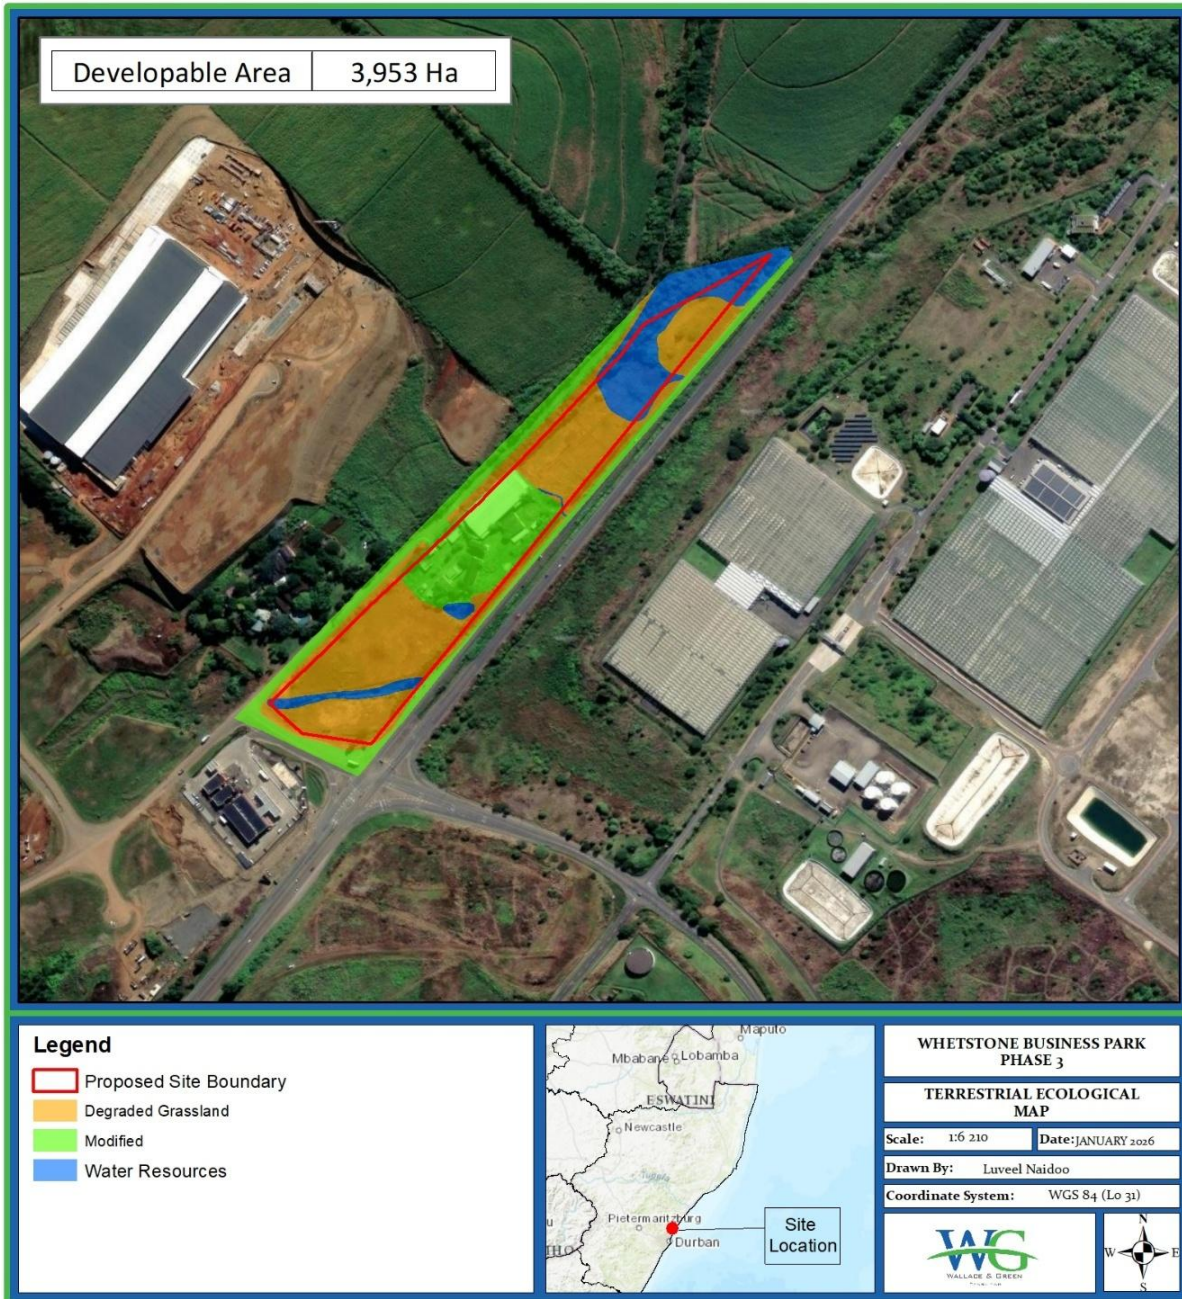 Developable Area 3,953 Ha
Legend
Proposed Site Boundary
Degraded Grassland
Modified
Water Resources
Maputo
Mbabane Lobamba
ESWATINI
Newcastle
Tugela
Pietermaritzburg
Durban
Site
Location
WHETSTONE BUSINESS PARK
PHASE 3
TERRESTRIAL ECOLOGICAL
MAP
Scale: 1:6 210 Date: JANUARY 2026
Drawn By: Luveel Naidoo
Coordinate System: WGS 84 (Lo 31)
WG
WALLACE & GREEN
N
W E
S